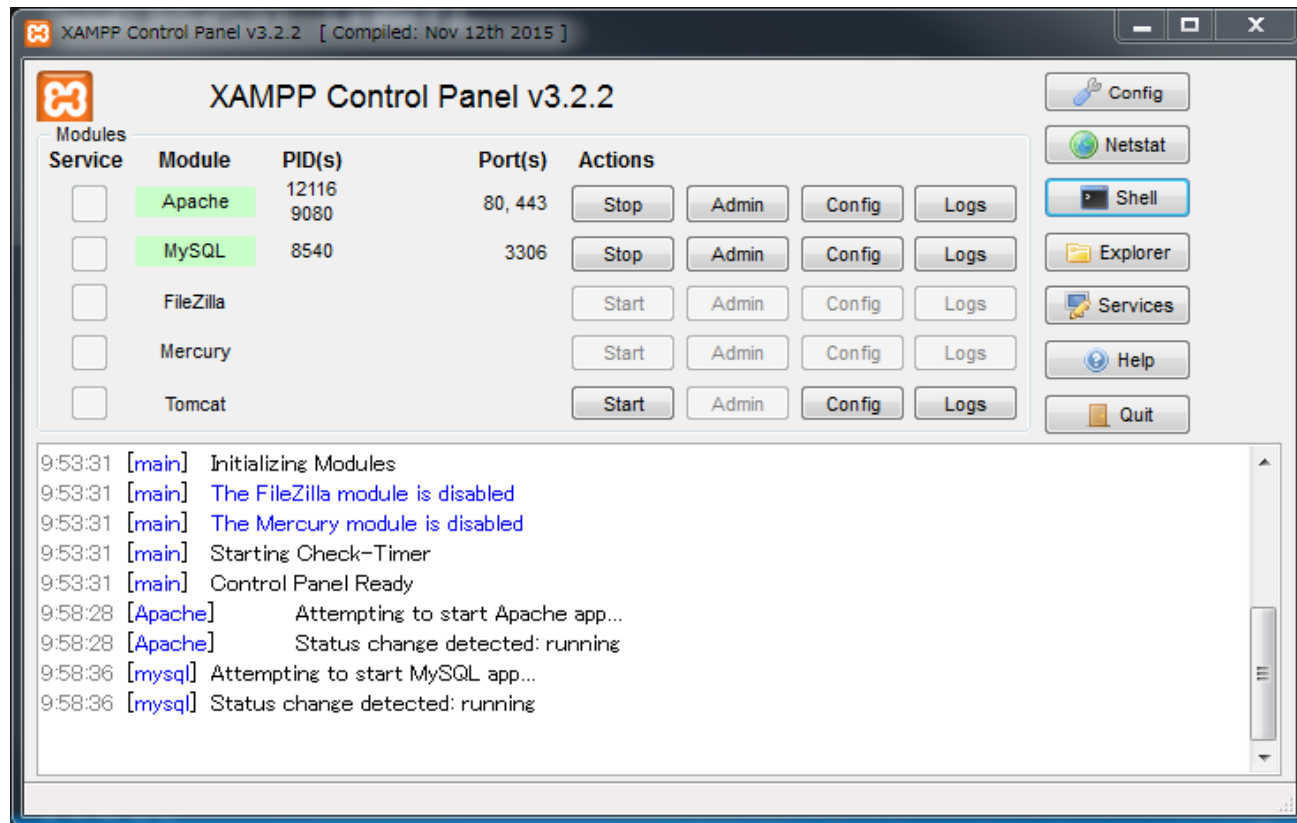 XAMPP Control Panel v3.2.2 [ Compiled: Nov 12th 2015 ]
XAMPP Control Panel v3.2.2
Config
Modules
Service Module PID(s) Port(s) Actions
Netstat
Apache 12116 9080 80, 443 Stop Admin Config Logs
Shell
MySQL 8540 3306 Stop Admin Config Logs
Explorer
FileZilla Start Admin Config Logs
Services
Mercury Start Admin Config Logs
Help
Tomcat Start Admin Config Logs
Quit
9:53:31 [main] Initializing Modules
9:53:31 [main] The FileZilla module is disabled
9:53:31 [main] The Mercury module is disabled
9:53:31 [main] Starting Check-Timer
9:53:31 [main] Control Panel Ready
9:58:28 [Apache] Attempting to start Apache app...
9:58:28 [Apache] Status change detected: running
9:58:36 [mysql] Attempting to start MySQL app...
9:58:36 [mysql] Status change detected: running